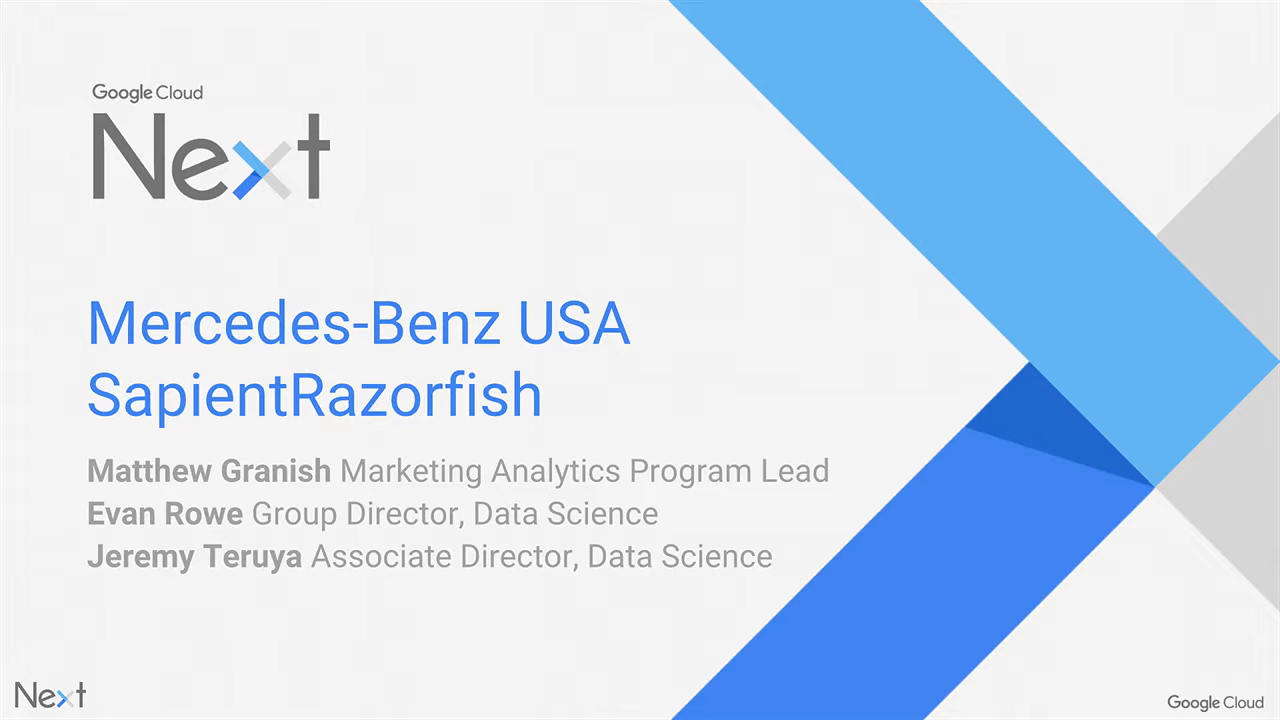 Google Cloud
Next
Mercedes-Benz USA
SapientRazorfish
Matthew Granish Marketing Analytics Program Lead
Evan Rowe Group Director, Data Science
Jeremy Teruya Associate Director, Data Science
Next
Google Cloud